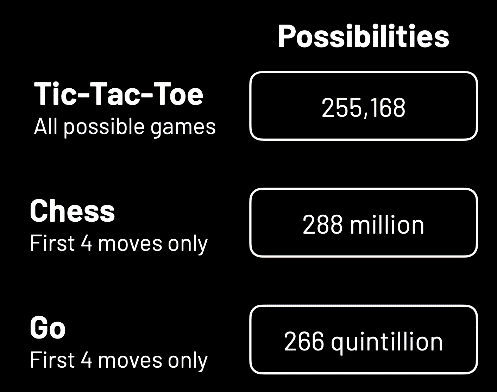 Possibilities
Tic-Tac-Toe
All possible games
255,168
Chess
First 4 moves only
288 million
Go
First 4 moves only
266 quintillion